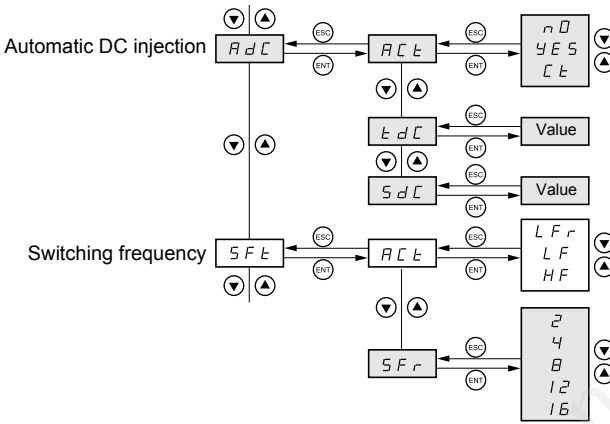 ESC ESC
Automatic DC injection AdC ACt nO
ENT ENT YES
Ct
ESC
tdC Value
ENT
ESC
SdC Value
ENT
ESC ESC LFr
Switching frequency SFt ACt LF
ENT ENT HF
2
ESC 4
SFr 8
ENT 12
16